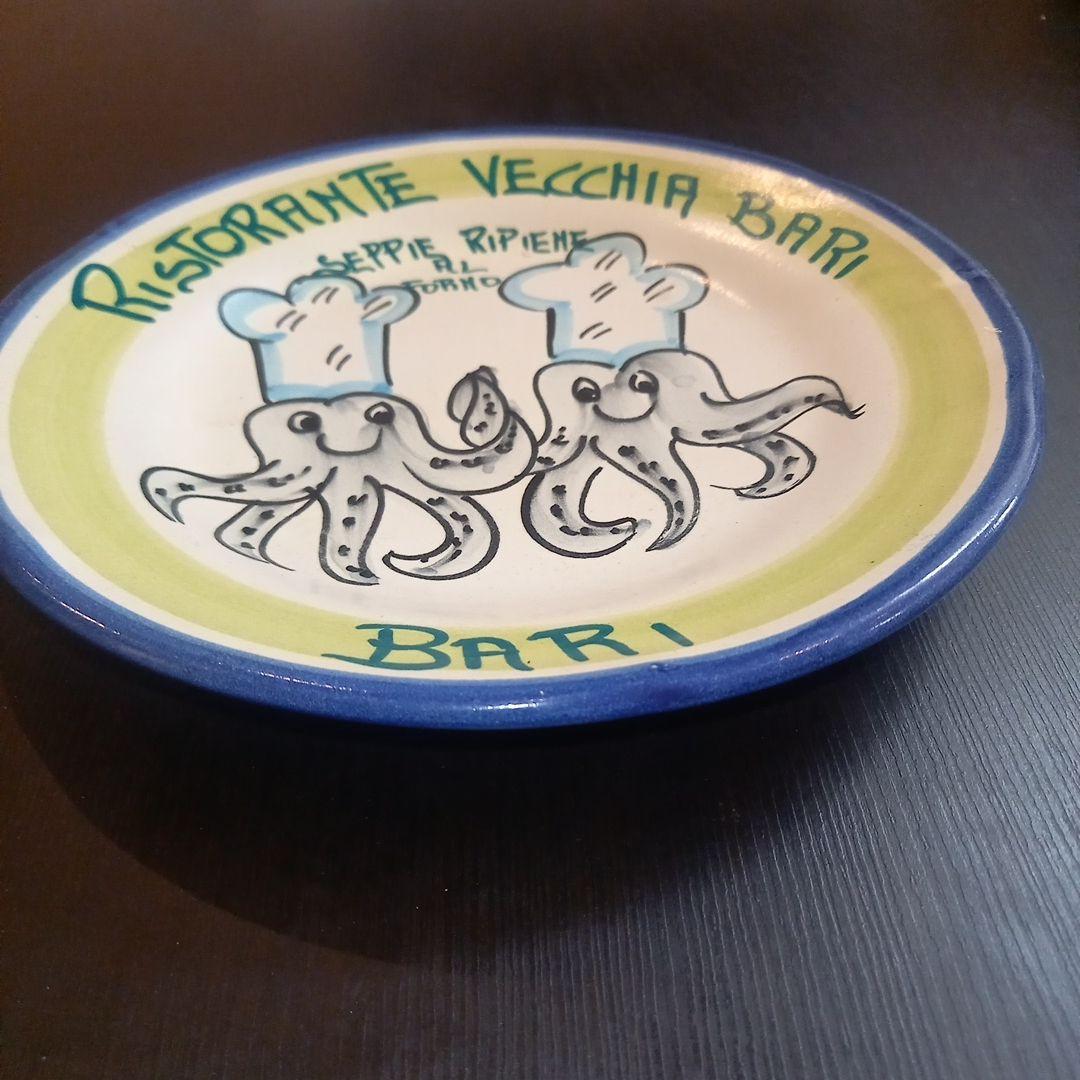 RISTORANTE VECCHIA BARI
SEPPIE RIPIENE
AL
FORNO
BARI